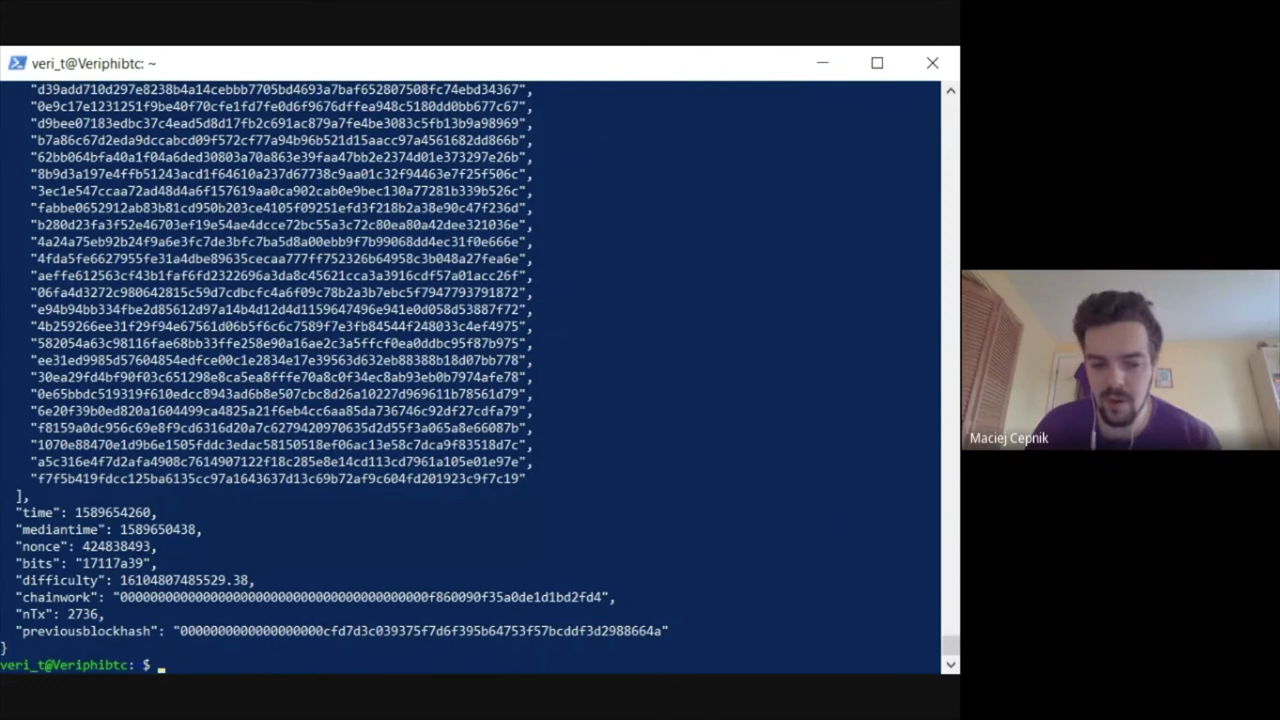 veri_t@Veriphibtc: ~
"d39add710d297e8238b4a14cebbb7705bd4693a7baf652807508fc74ebd34367",
"0e9c17e1231251f9be40f70cfe1fd7fe0d6f9676dffea948c5180dd0bb677c67",
"d9bee07183edbc37c4ead5d8d17fb2c691ac879a7fe4be3083c5fb13b9a98969",
"b7a86c67d2eda9dccabcd09f572cf77a94b96b521d15aacc97a4561682dd866b",
"62bb064bfa40a1f04a6ded30803a70a863e39faa47bb2e2374d01e373297e26b",
"8b9d3a197e4ffb51243acd1f64610a237d67738c9aa01c32f94463e7f25f506c",
"3ec1e547ccaa72ad48d4a6f157619aa0ca902cab0e9bec130a77281b339b526c",
"fabbe0652912ab83b81cd950b203ce4105f09251efd3f218b2a38e90c47f236d",
"b280d23fa3f52e46703ef19e54ae4dcce72bc55a3c72c80ea80a42dee321036e",
"4a24a75eb92b24f9a6e3fc7de3bfc7ba5d8a00ebb9f7b99068dd4ec31f0e666e",
"4fda5fe6627955fe31a4dbe89635cecaa777ff752326b64958c3b048a27fea6e",
"aeffe612563cf43b1faf6fd2322696a3da8c45621cca3a3916cdf57a01acc26f",
"06fa4d3272c980642815c59d7cdbcfc4a6f09c78b2a3b7ebc5f7947793791872",
"e94b94bb334fbe2d85612d97a14b4d12d4d1159647496e941e0d058d53887f72",
"4b259266ee31f29f94e67561d06b5f6c6c7589f7e3fb84544f248033c4ef4975",
"582054a63c98116fae68bb33ffe258e90a16ae2c3a5ffcf0ea0ddbc95f87b975",
"ee31ed9985d57604854edfce00c1e2834e17e39563d632eb88388b18d07bb778",
"30ea29fd4bf90f03c651298e8ca5ea8fffe70a8c0f34ec8ab93eb0b7974afe78",
"0e65bbdc519319f610edcc8943ad6b8e507cbc8d26a10227d969611b78561d79",
"6e20f39b0ed820a1604499ca4825a21f6eb4cc6aa85da736746c92df27cdfa79",
"f8159a0dc956c69e8f9cd6316d20a7c6279420970635d2d55f3a065a8e66087b",
"1070e88470e1d9b6e1505fddc3edac58150518ef06ac13e58c7dca9f83518d7c",
"a5c316e4f7d2afa4908c7614907122f18c285e8e14cd113cd7961a105e01e97e",
"f7f5b419fdcc125ba6135cc97a1643637d13c69b72af9c604fd201923c9f7c19"
],
"time": 1589654260,
"mediantime": 1589650438,
"nonce": 424838493,
"bits": "17117a39",
"difficulty": 16104807485529.38,
"chainwork": "00000000000000000000000000000000000000000f860090f35a0de1d1bd2fd4",
"nTx": 2736,
"previousblockhash": "0000000000000000000cfd7d3c039375f7d6f395b64753f57bcddf3d2988664a"
}
veri_t@Veriphibtc: $
Maciej Cepnik